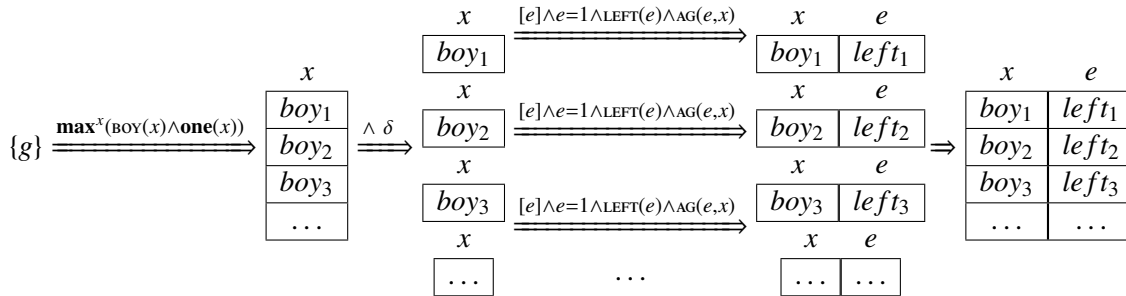 x [e]∧e=1∧LEFT(e)∧AG(e,x) x e
boy₁ boy₁ left₁
x x [e]∧e=1∧LEFT(e)∧AG(e,x) x e x e
{g} max^x(BOY(x)∧one(x)) boy₁ ∧ δ boy₂ boy₂ left₂ ⇒ boy₁ left₁
boy₂ boy₂ left₂
boy₃ x x e boy₃ left₃
… boy₃ [e]∧e=1∧LEFT(e)∧AG(e,x) boy₃ left₃ … …
x x e
… … … …